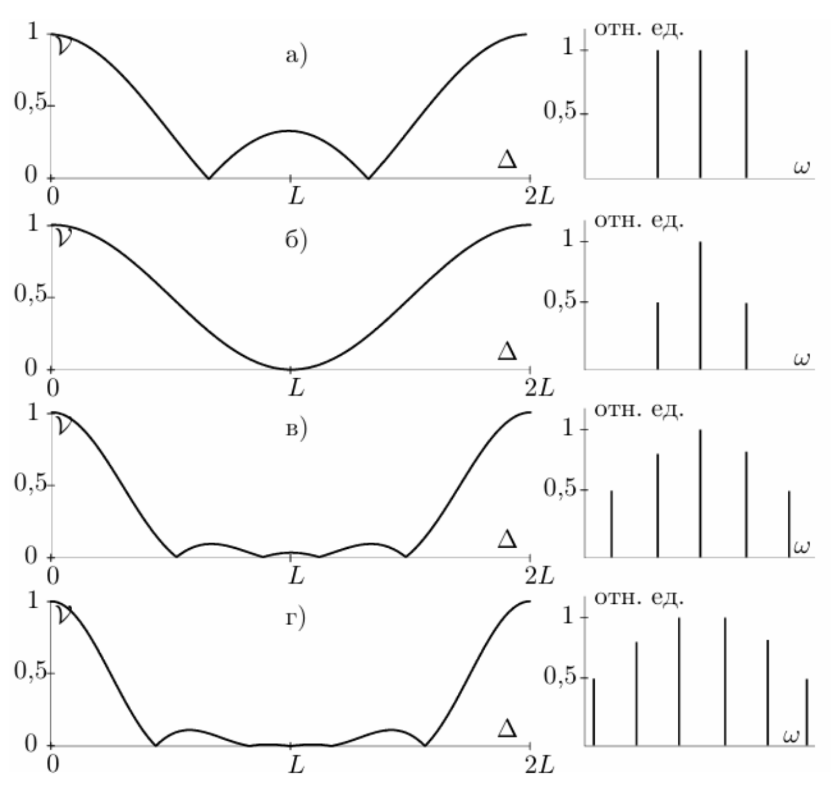 1 𝒱 а) отн. ед.
1
0,5 0,5
0 Δ ω
0 L 2L
1 𝒱 б) отн. ед.
1
0,5 0,5
0 Δ ω
0 L 2L
1 𝒱 в) отн. ед.
1
0,5 0,5
0 Δ ω
0 L 2L
1 𝒱 г) отн. ед.
1
0,5 0,5
0 Δ ω
0 L 2L